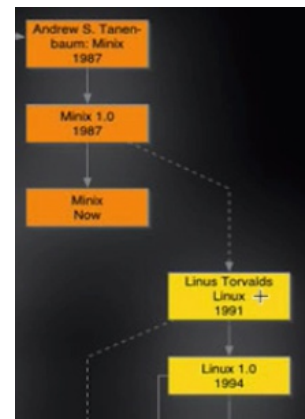 Andrew S. Tanen-
baum: Minix
1987
Minix 1.0
1987
Minix
Now
Linus Torvalds
Linux
1991
Linux 1.0
1994